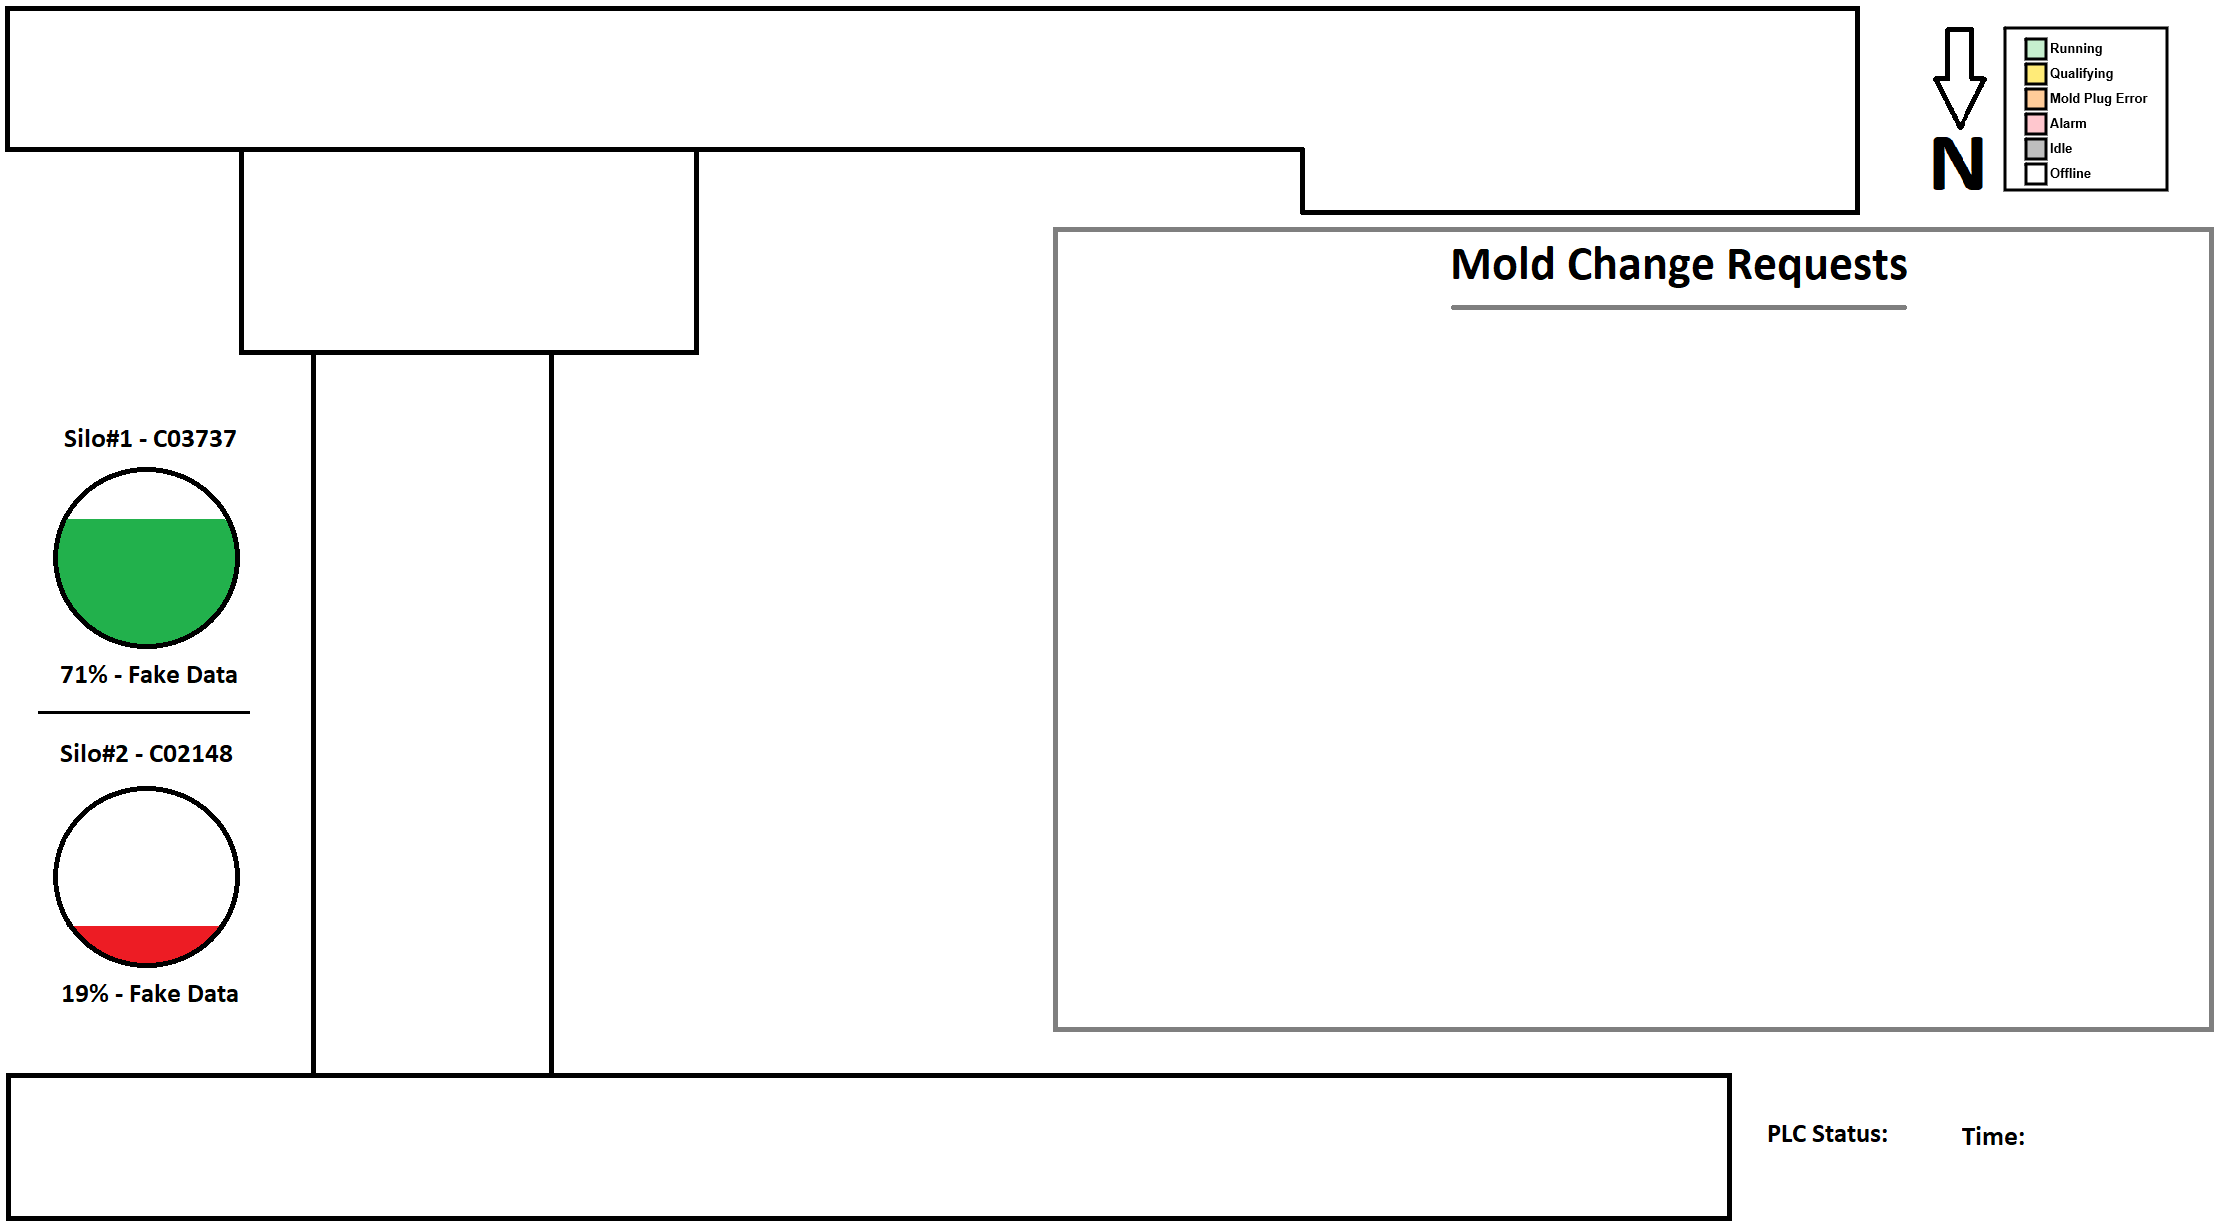 Running
Qualifying
Mold Plug Error
Alarm
Idle
Offline
N
Mold Change Requests
Silo#1 - C03737
71% - Fake Data
Silo#2 - C02148
19% - Fake Data
PLC Status:
Time: